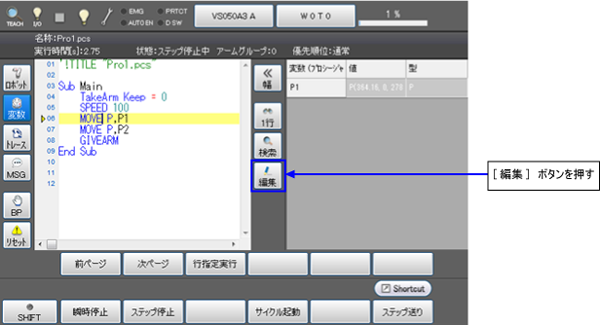 TEACH
I/O
EMG
PRTCT
AUTO EN
D SW
VS050A3 A
W 0 T 0
1 %
名称:Pro1.pcs
実行時間[s]:2.75 状態:ステップ停止中 アームグループ:0 優先順位:通常
ロボット
変数
トレース
MSG
BP
リセット
01 '!TITLE "Pro1.pcs"
02
03 Sub Main
04 TakeArm Keep = 0
05 SPEED 100
06 MOVE P,P1
07 MOVE P,P2
08 GIVEARM
09 End Sub
10
11
12
幅
1行
検索
編集
変数 (プロシージャ 値 型
P1 P
[ 編集 ] ボタンを押す
前ページ 次ページ 行指定実行
Shortcut
SHIFT 瞬時停止 ステップ停止 サイクル起動 ステップ送り